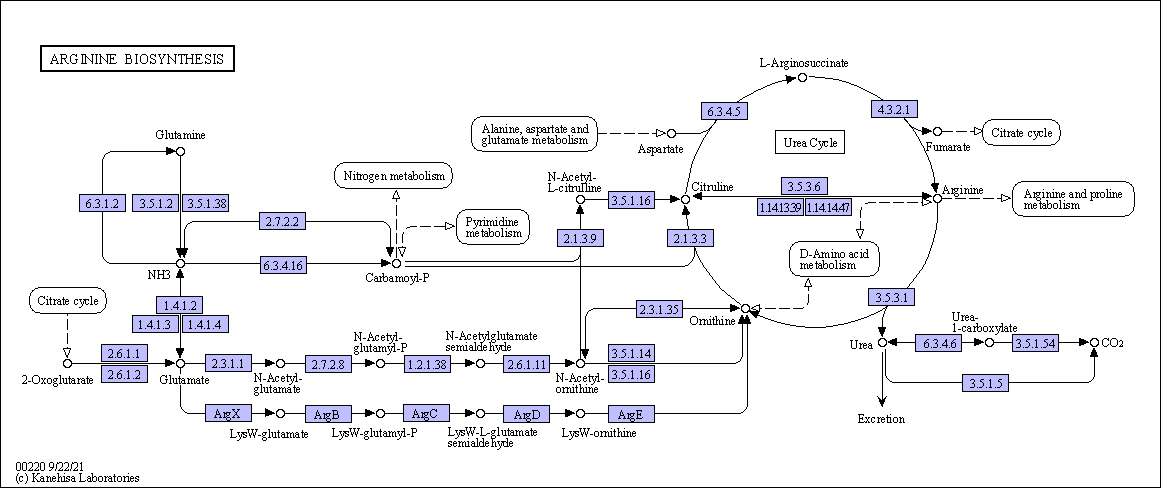 ARGININE BIOSYNTHESIS
L-Arginosuccinate
6.3.4.5
4.3.2.1
Alanine, aspartate and
glutamate metabolism
Aspartate
Urea Cycle
Fumarate
Citrate cycle
Glutamine
Nitrogen metabolism
N-Acetyl-
L-citrulline
3.5.1.16
Citruline
3.5.3.6
1.14.13.39
1.14.14.47
Arginine
Arginine and proline
metabolism
6.3.1.2
3.5.1.2
3.5.1.38
2.7.2.2
Pyrimidine
metabolism
2.1.3.9
2.1.3.3
D-Amino acid
metabolism
NH3
6.3.4.16
Carbamoyl-P
Citrate cycle
1.4.1.2
1.4.1.3
1.4.1.4
2.3.1.35
Ornithine
3.5.3.1
2.6.1.1
2.6.1.2
2-Oxoglutarate
Glutamate
2.3.1.1
N-Acetyl-
glutamate
2.7.2.8
N-Acetyl-
glutamyl-P
1.2.1.38
N-Acetylglutamate
semialdehyde
2.6.1.11
N-Acetyl-
ornithine
3.5.1.14
3.5.1.16
Urea
6.3.4.6
Urea-
1-carboxylate
3.5.1.54
CO2
3.5.1.5
Excretion
ArgX
LysW-glutamate
ArgB
LysW-glutamyl-P
ArgC
LysW-L-glutamate
semialdehyde
ArgD
LysW-ornithine
ArgE
00220 9/22/21
(c) Kanehisa Laboratories